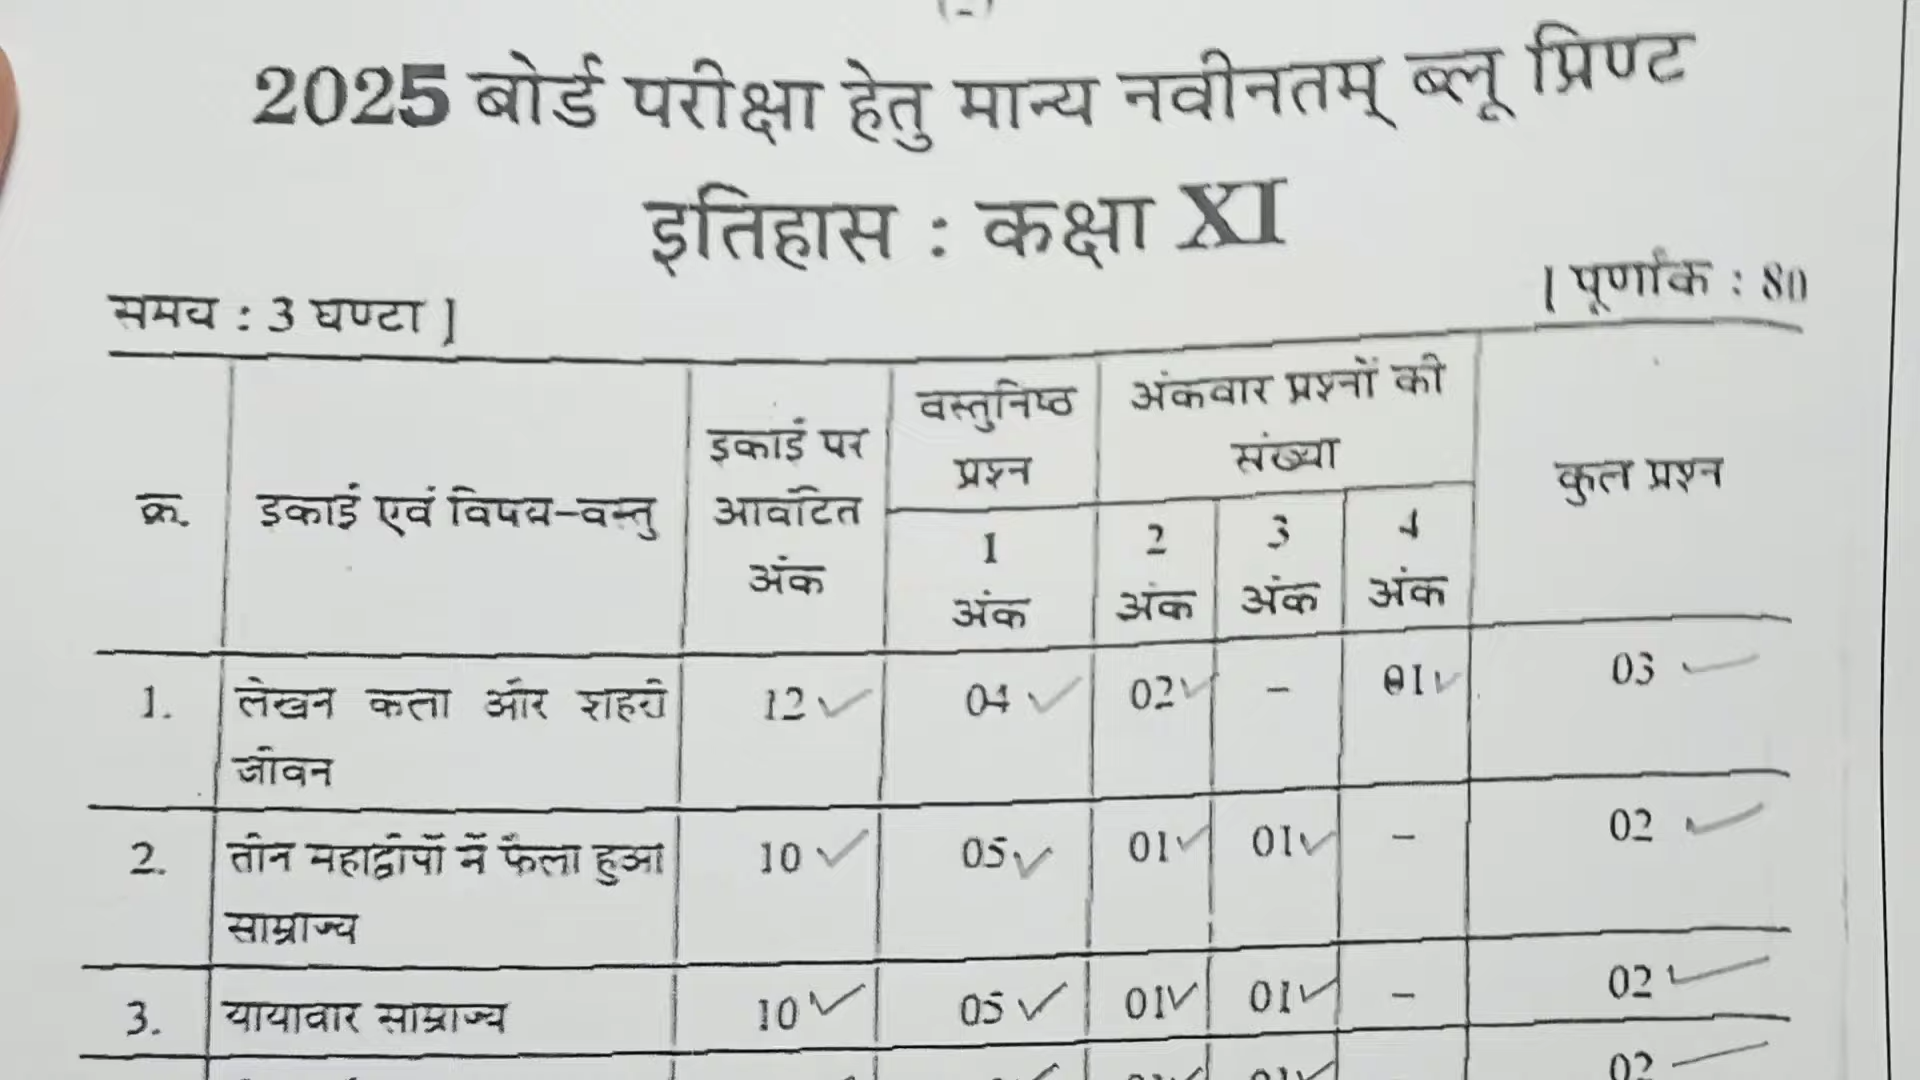 2025 बोर्ड परीक्षा हेतु मान्य नवीनतम् ब्लू प्रिण्ट
इतिहास : कक्षा XI
समय : 3 घण्टा ]
[ पूर्णांक : 80
क्र.
इकाई एवं विषय-वस्तु
इकाई पर
आवंटित
अंक
वस्तुनिष्ठ
प्रश्न
1
अंक
अंकवार प्रश्नों की
संख्या
2 3 4
अंक अंक अंक
कुल प्रश्न
1. लेखन कला और शहरी 12 04 02 - 01 03
जीवन
2. तीन महाद्वीपों में फैला हुआ 10 05 01 01 - 02
साम्राज्य
3. यायावार साम्राज्य 10 05 01 01 - 02
02